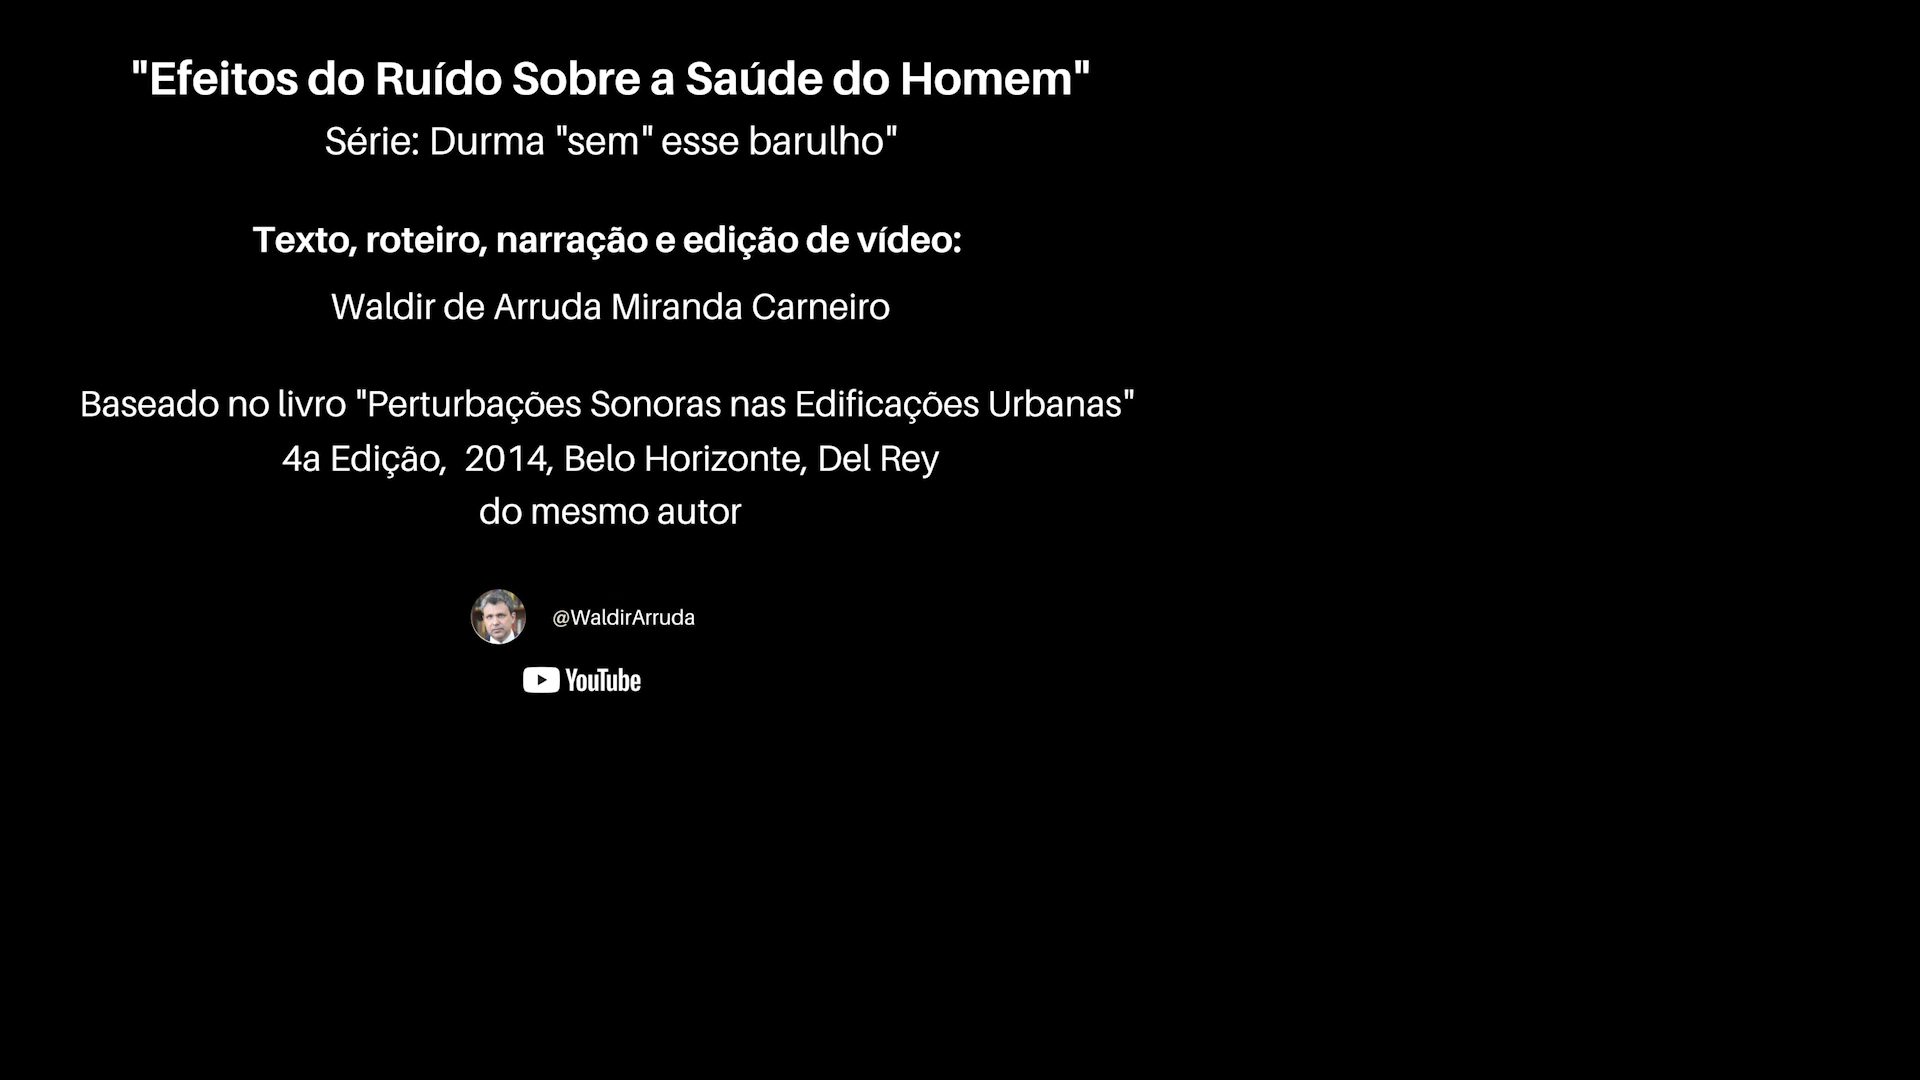 "Efeitos do Ruído Sobre a Saúde do Homem"
Série: Durma "sem" esse barulho"
Texto, roteiro, narração e edição de vídeo:
Waldir de Arruda Miranda Carneiro
Baseado no livro "Perturbações Sonoras nas Edificações Urbanas"
4a Edição, 2014, Belo Horizonte, Del Rey
do mesmo autor
@WaldirArruda
YouTube